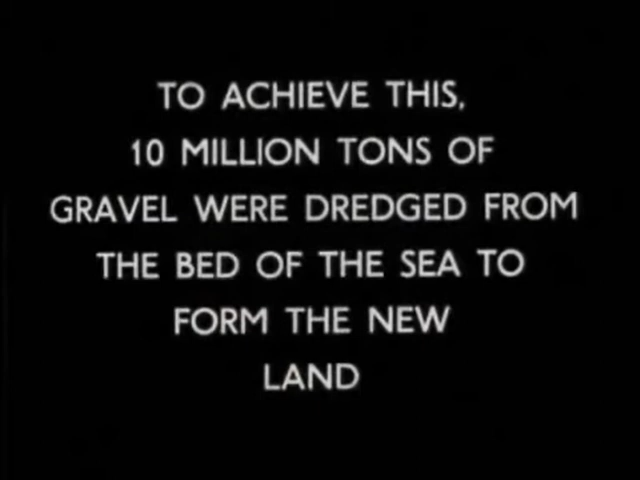 TO ACHIEVE THIS,
10 MILLION TONS OF
GRAVEL WERE DREDGED FROM
THE BED OF THE SEA TO
FORM THE NEW
LAND